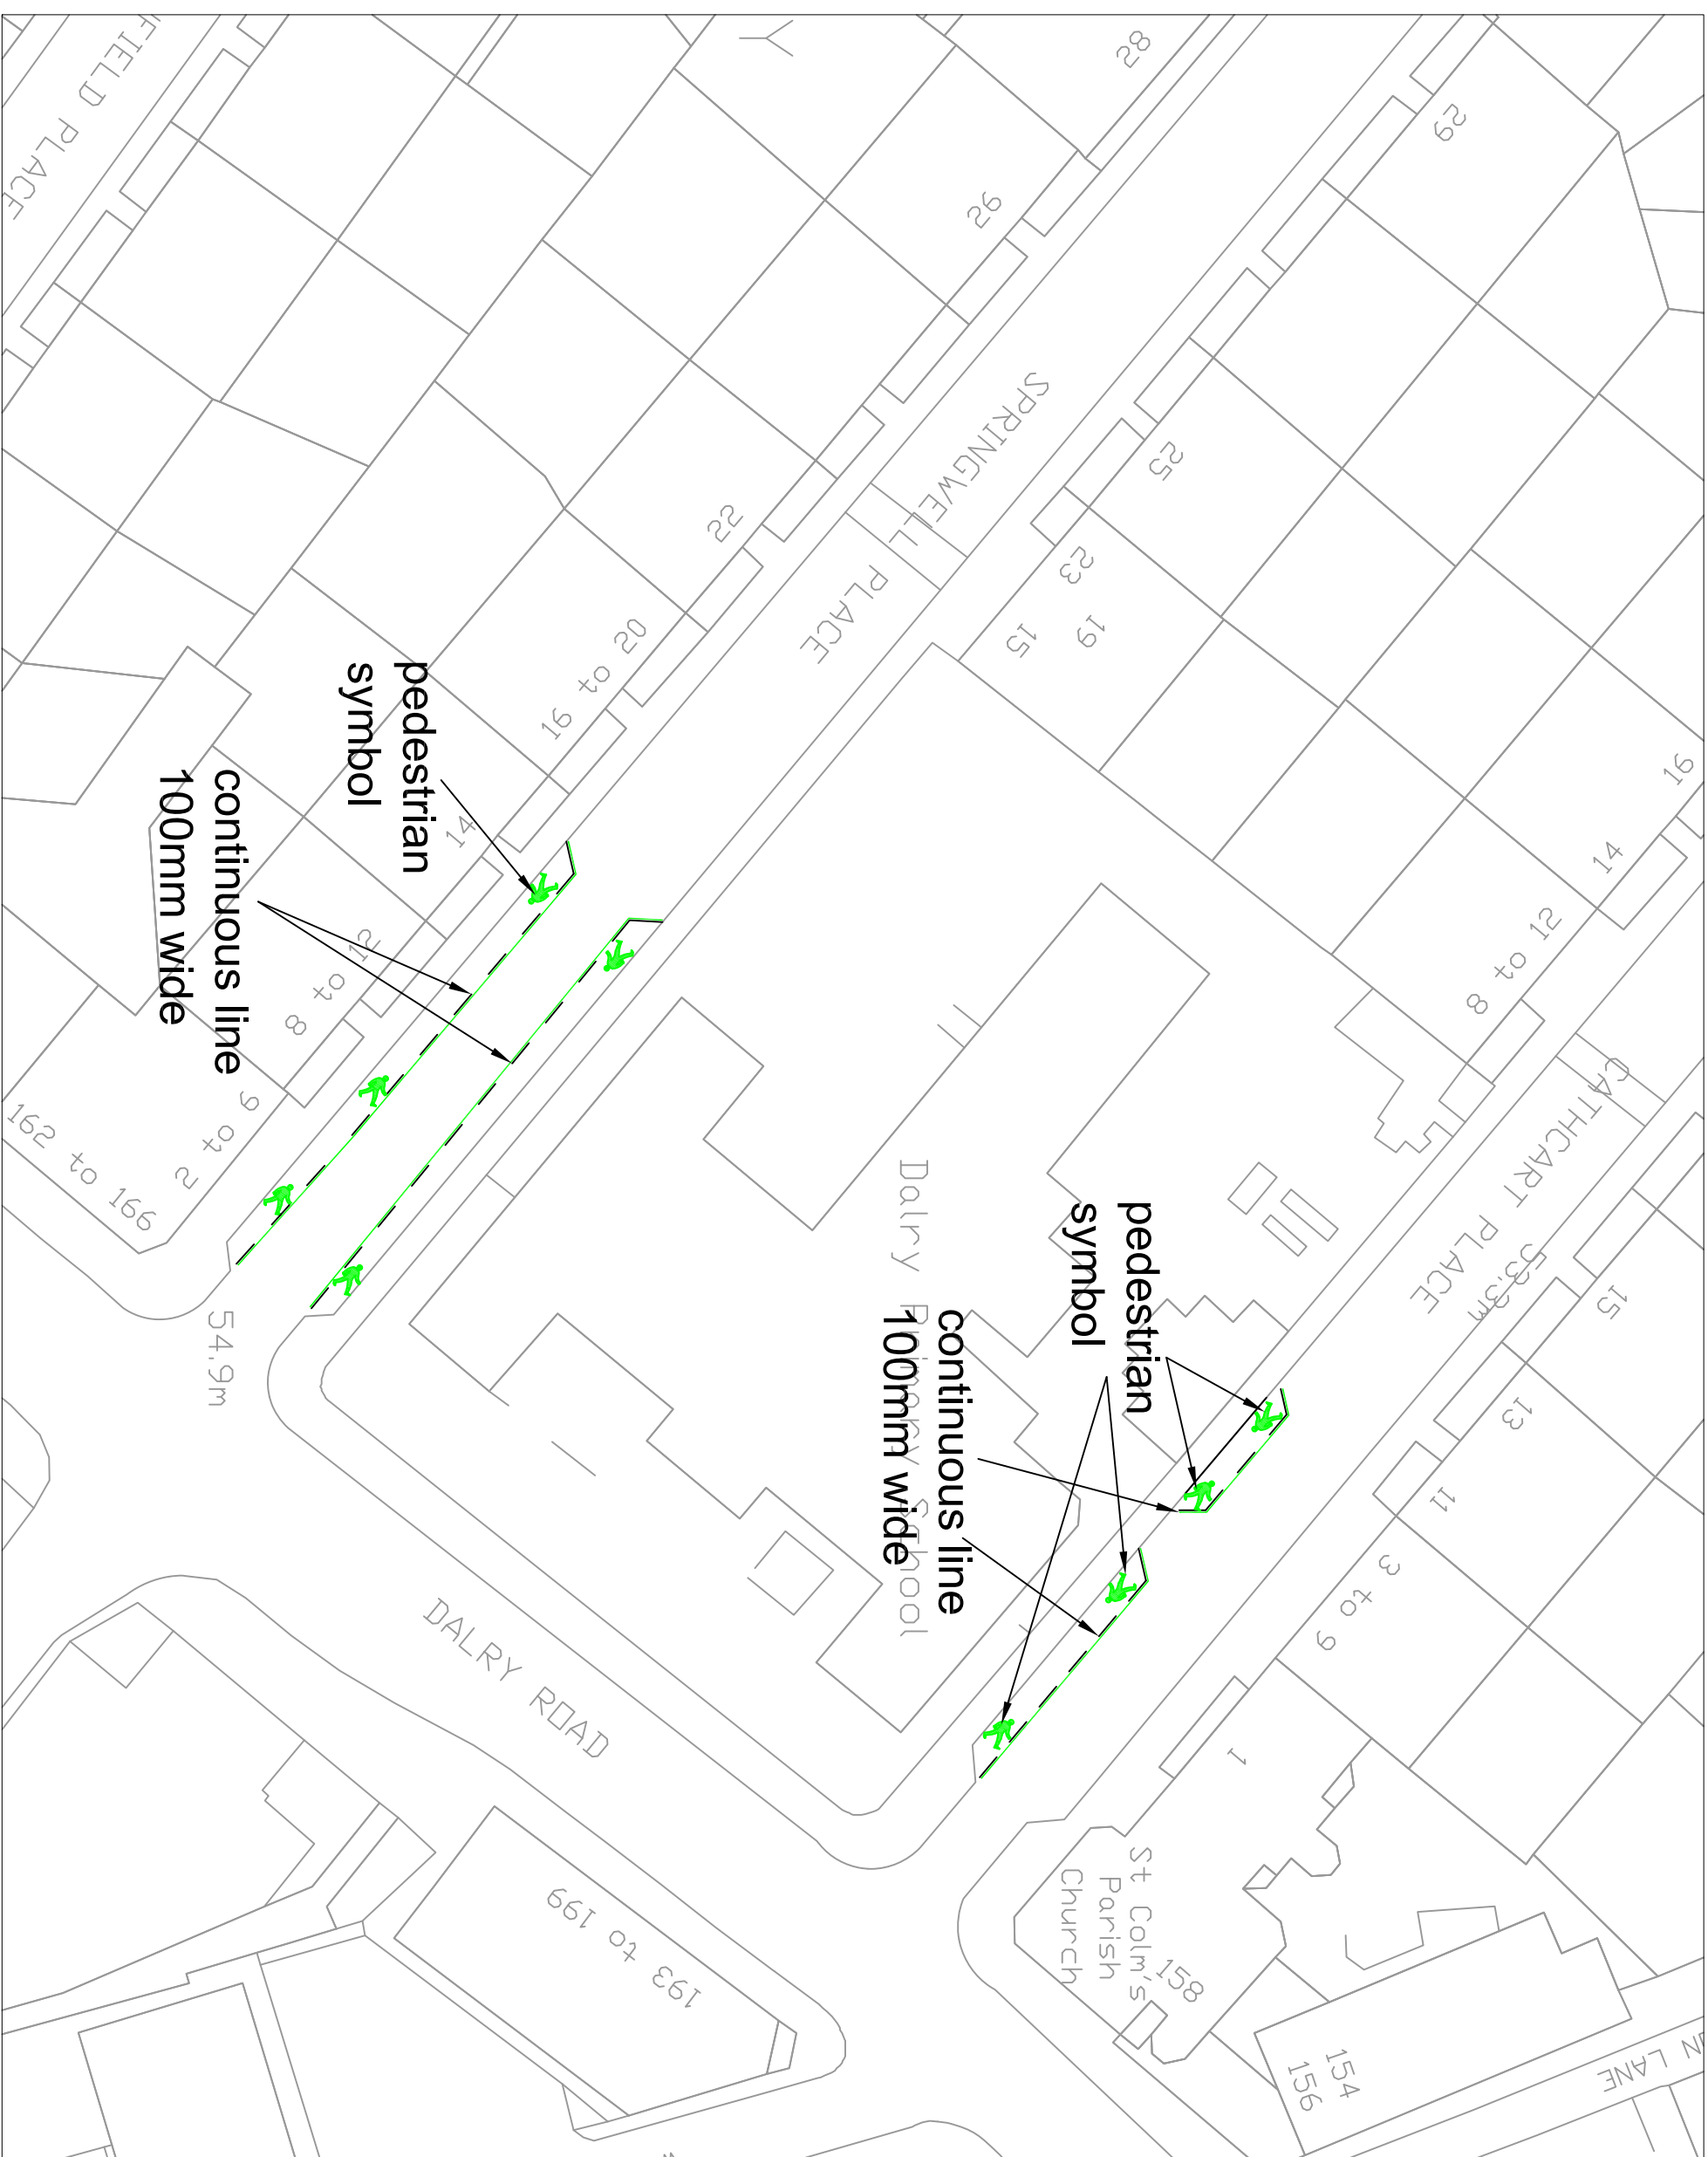 FIELD PLACE
28
29
26
SPRINGWELL PLACE
25
22
23
19
15
16 to 20
16
14
14
8 to 12
8 to 12
2 to 6
162 to 166
CATHCART PLACE
53.3m
15
13
11
3 to 9
1
pedestrian
symbol
continuous line
100mm wide
54.9m
Dalry Primary School
pedestrian
symbol
continuous line
100mm wide
DALRY ROAD
St Colm's
Parish
Church
158
193 to 199
154
156
LANE